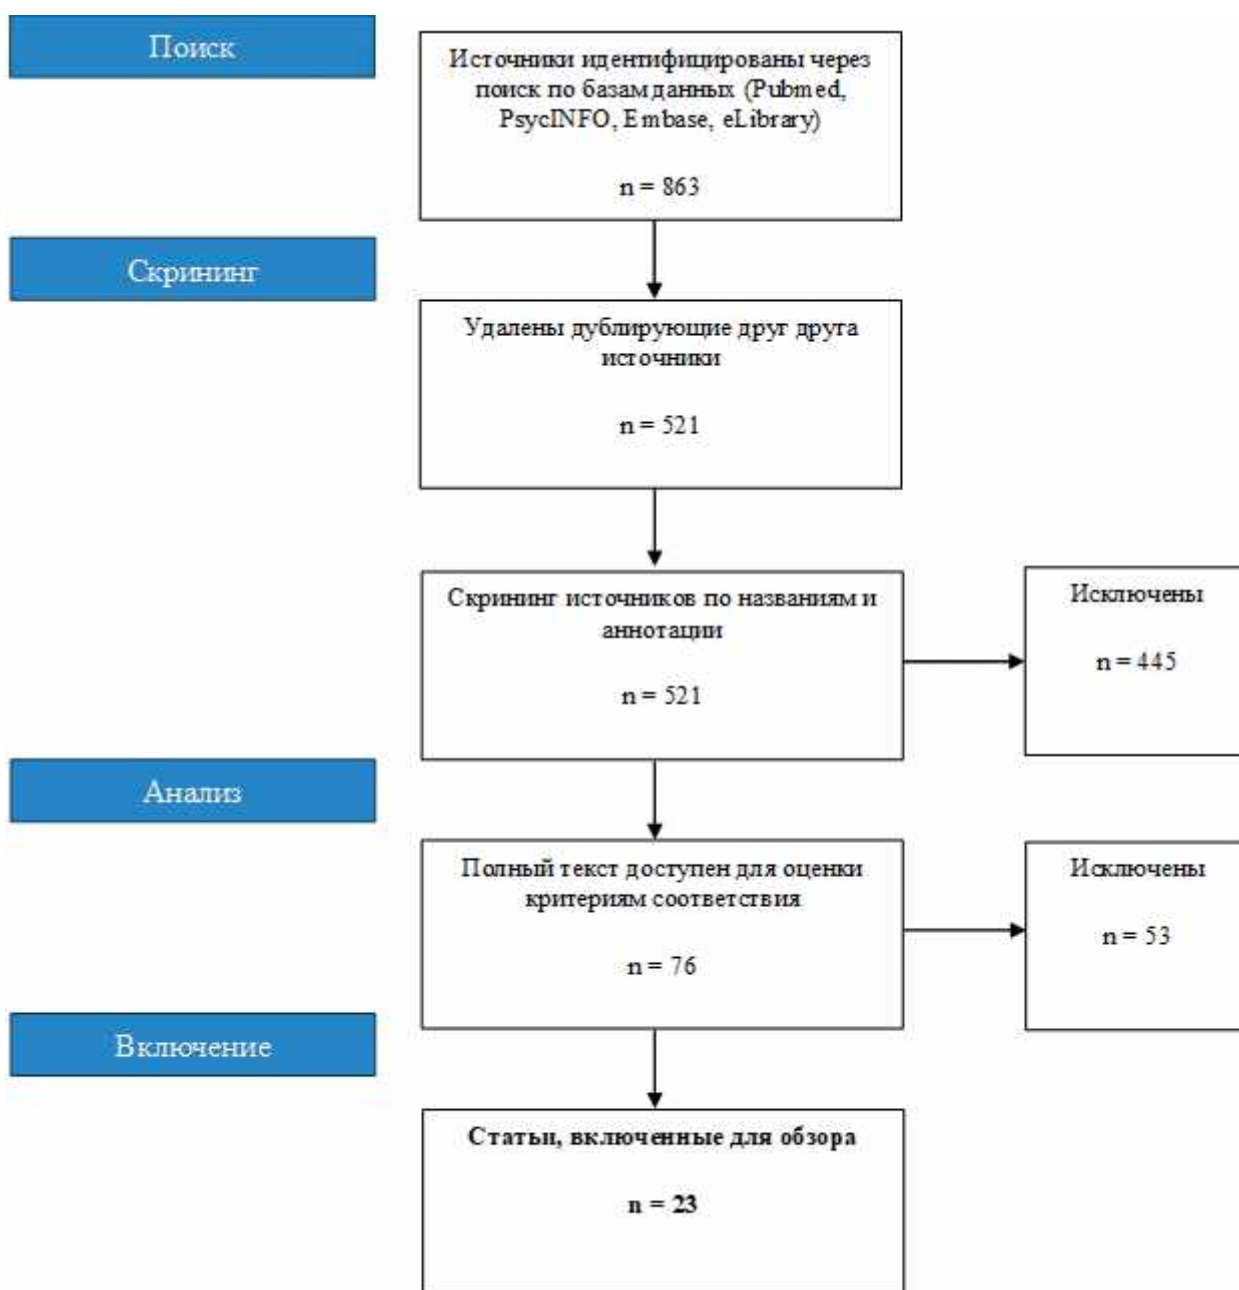 Поиск
Источники идентифицированы через
поиск по базам данных (Pubmed,
PsycINFO, Embase, eLibrary)
n = 863
Скрининг
Удалены дублирующие друг друга
источники
n = 521
Скрининг источников по названиям и
аннотации
n = 521
Исключены
n = 445
Анализ
Полный текст доступен для оценки
критериям соответствия
n = 76
Исключены
n = 53
Включение
Статьи, включенные для обзора
n = 23